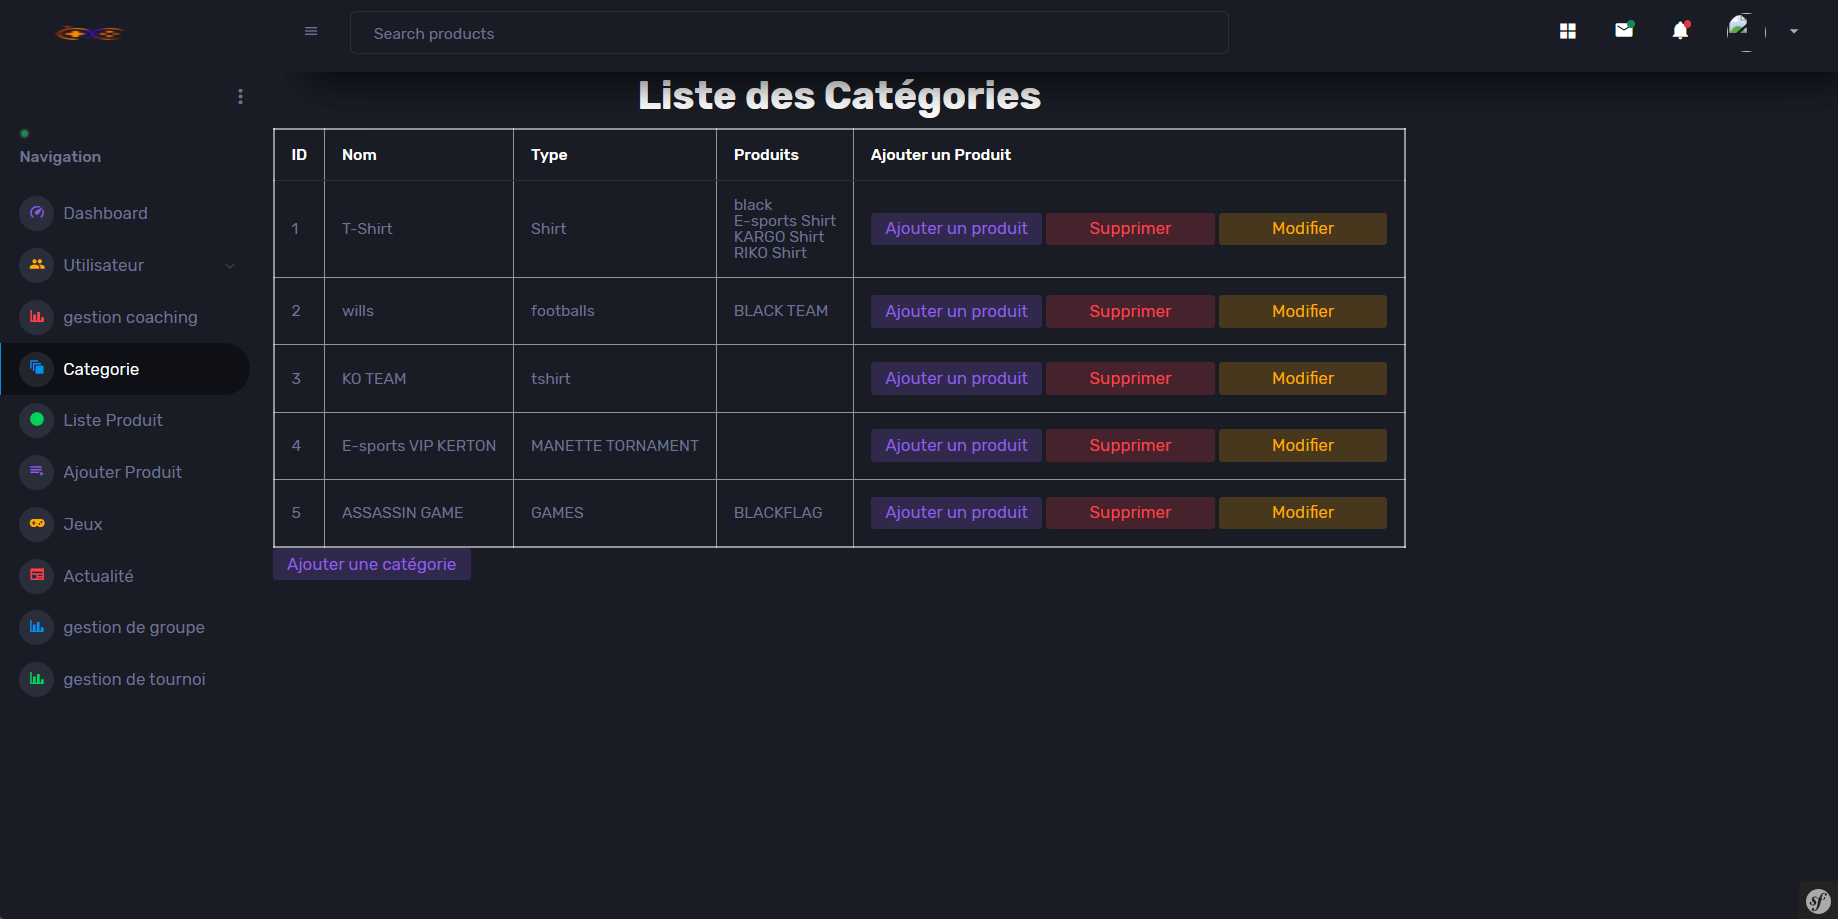 Search products
Navigation
Dashboard
Utilisateur
gestion coaching
Categorie
Liste Produit
Ajouter Produit
Jeux
Actualité
gestion de groupe
gestion de tournoi
Liste des Catégories
ID Nom Type Produits Ajouter un Produit
1 T-Shirt Shirt black
E-sports Shirt
KARGO Shirt
RIKO Shirt
Ajouter un produit Supprimer Modifier
2 wills footballs BLACK TEAM Ajouter un produit Supprimer Modifier
3 KO TEAM tshirt Ajouter un produit Supprimer Modifier
4 E-sports VIP KERTON MANETTE TORNAMENT Ajouter un produit Supprimer Modifier
5 ASSASSIN GAME GAMES BLACKFLAG Ajouter un produit Supprimer Modifier
Ajouter une catégorie
sf